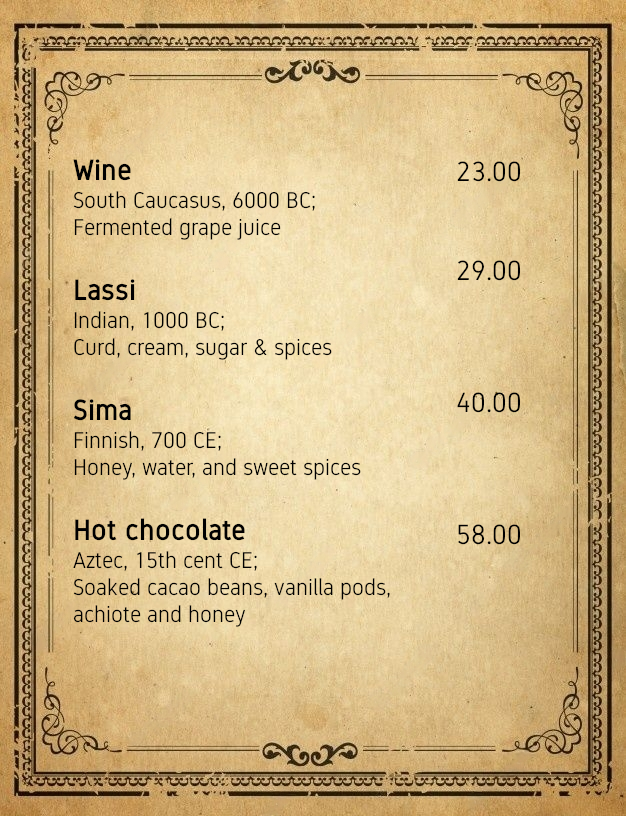 Wine 23.00
South Caucasus, 6000 BC;
Fermented grape juice
29.00
Lassi
Indian, 1000 BC;
Curd, cream, sugar & spices
Sima 40.00
Finnish, 700 CE;
Honey, water, and sweet spices
Hot chocolate 58.00
Aztec, 15th cent CE;
Soaked cacao beans, vanilla pods,
achiote and honey